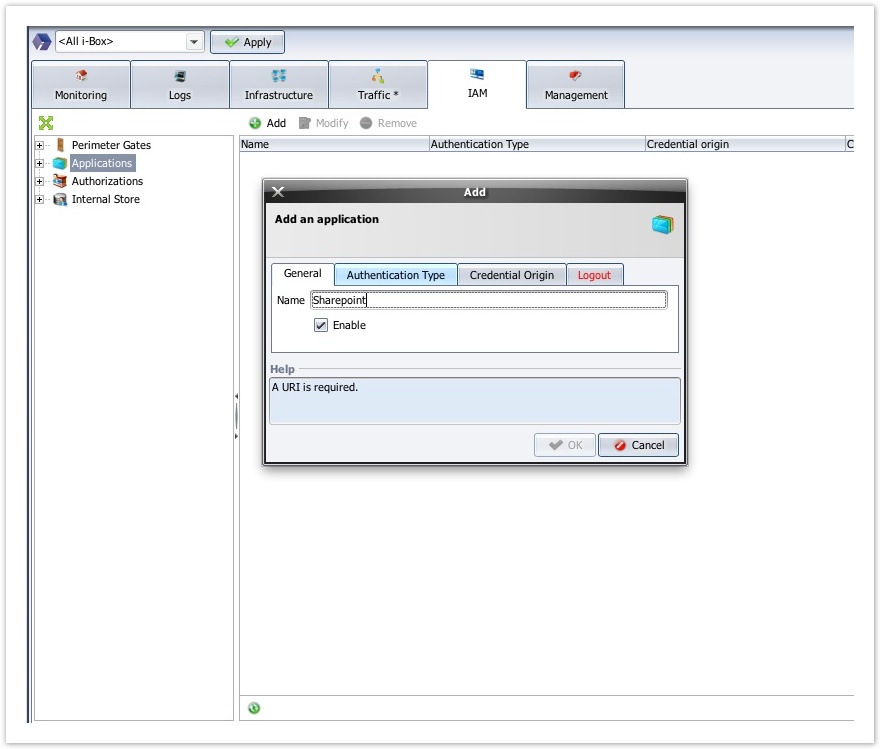 <All i-Box>
Apply
Monitoring
Logs
Infrastructure
Traffic *
IAM
Management
Add
Modify
Remove
Perimeter Gates
Applications
Authorizations
Internal Store
Name
Authentication Type
Credential origin
C
Add
Add an application
General
Authentication Type
Credential Origin
Logout
Name
Sharepoint
Enable
Help
A URI is required.
OK
Cancel